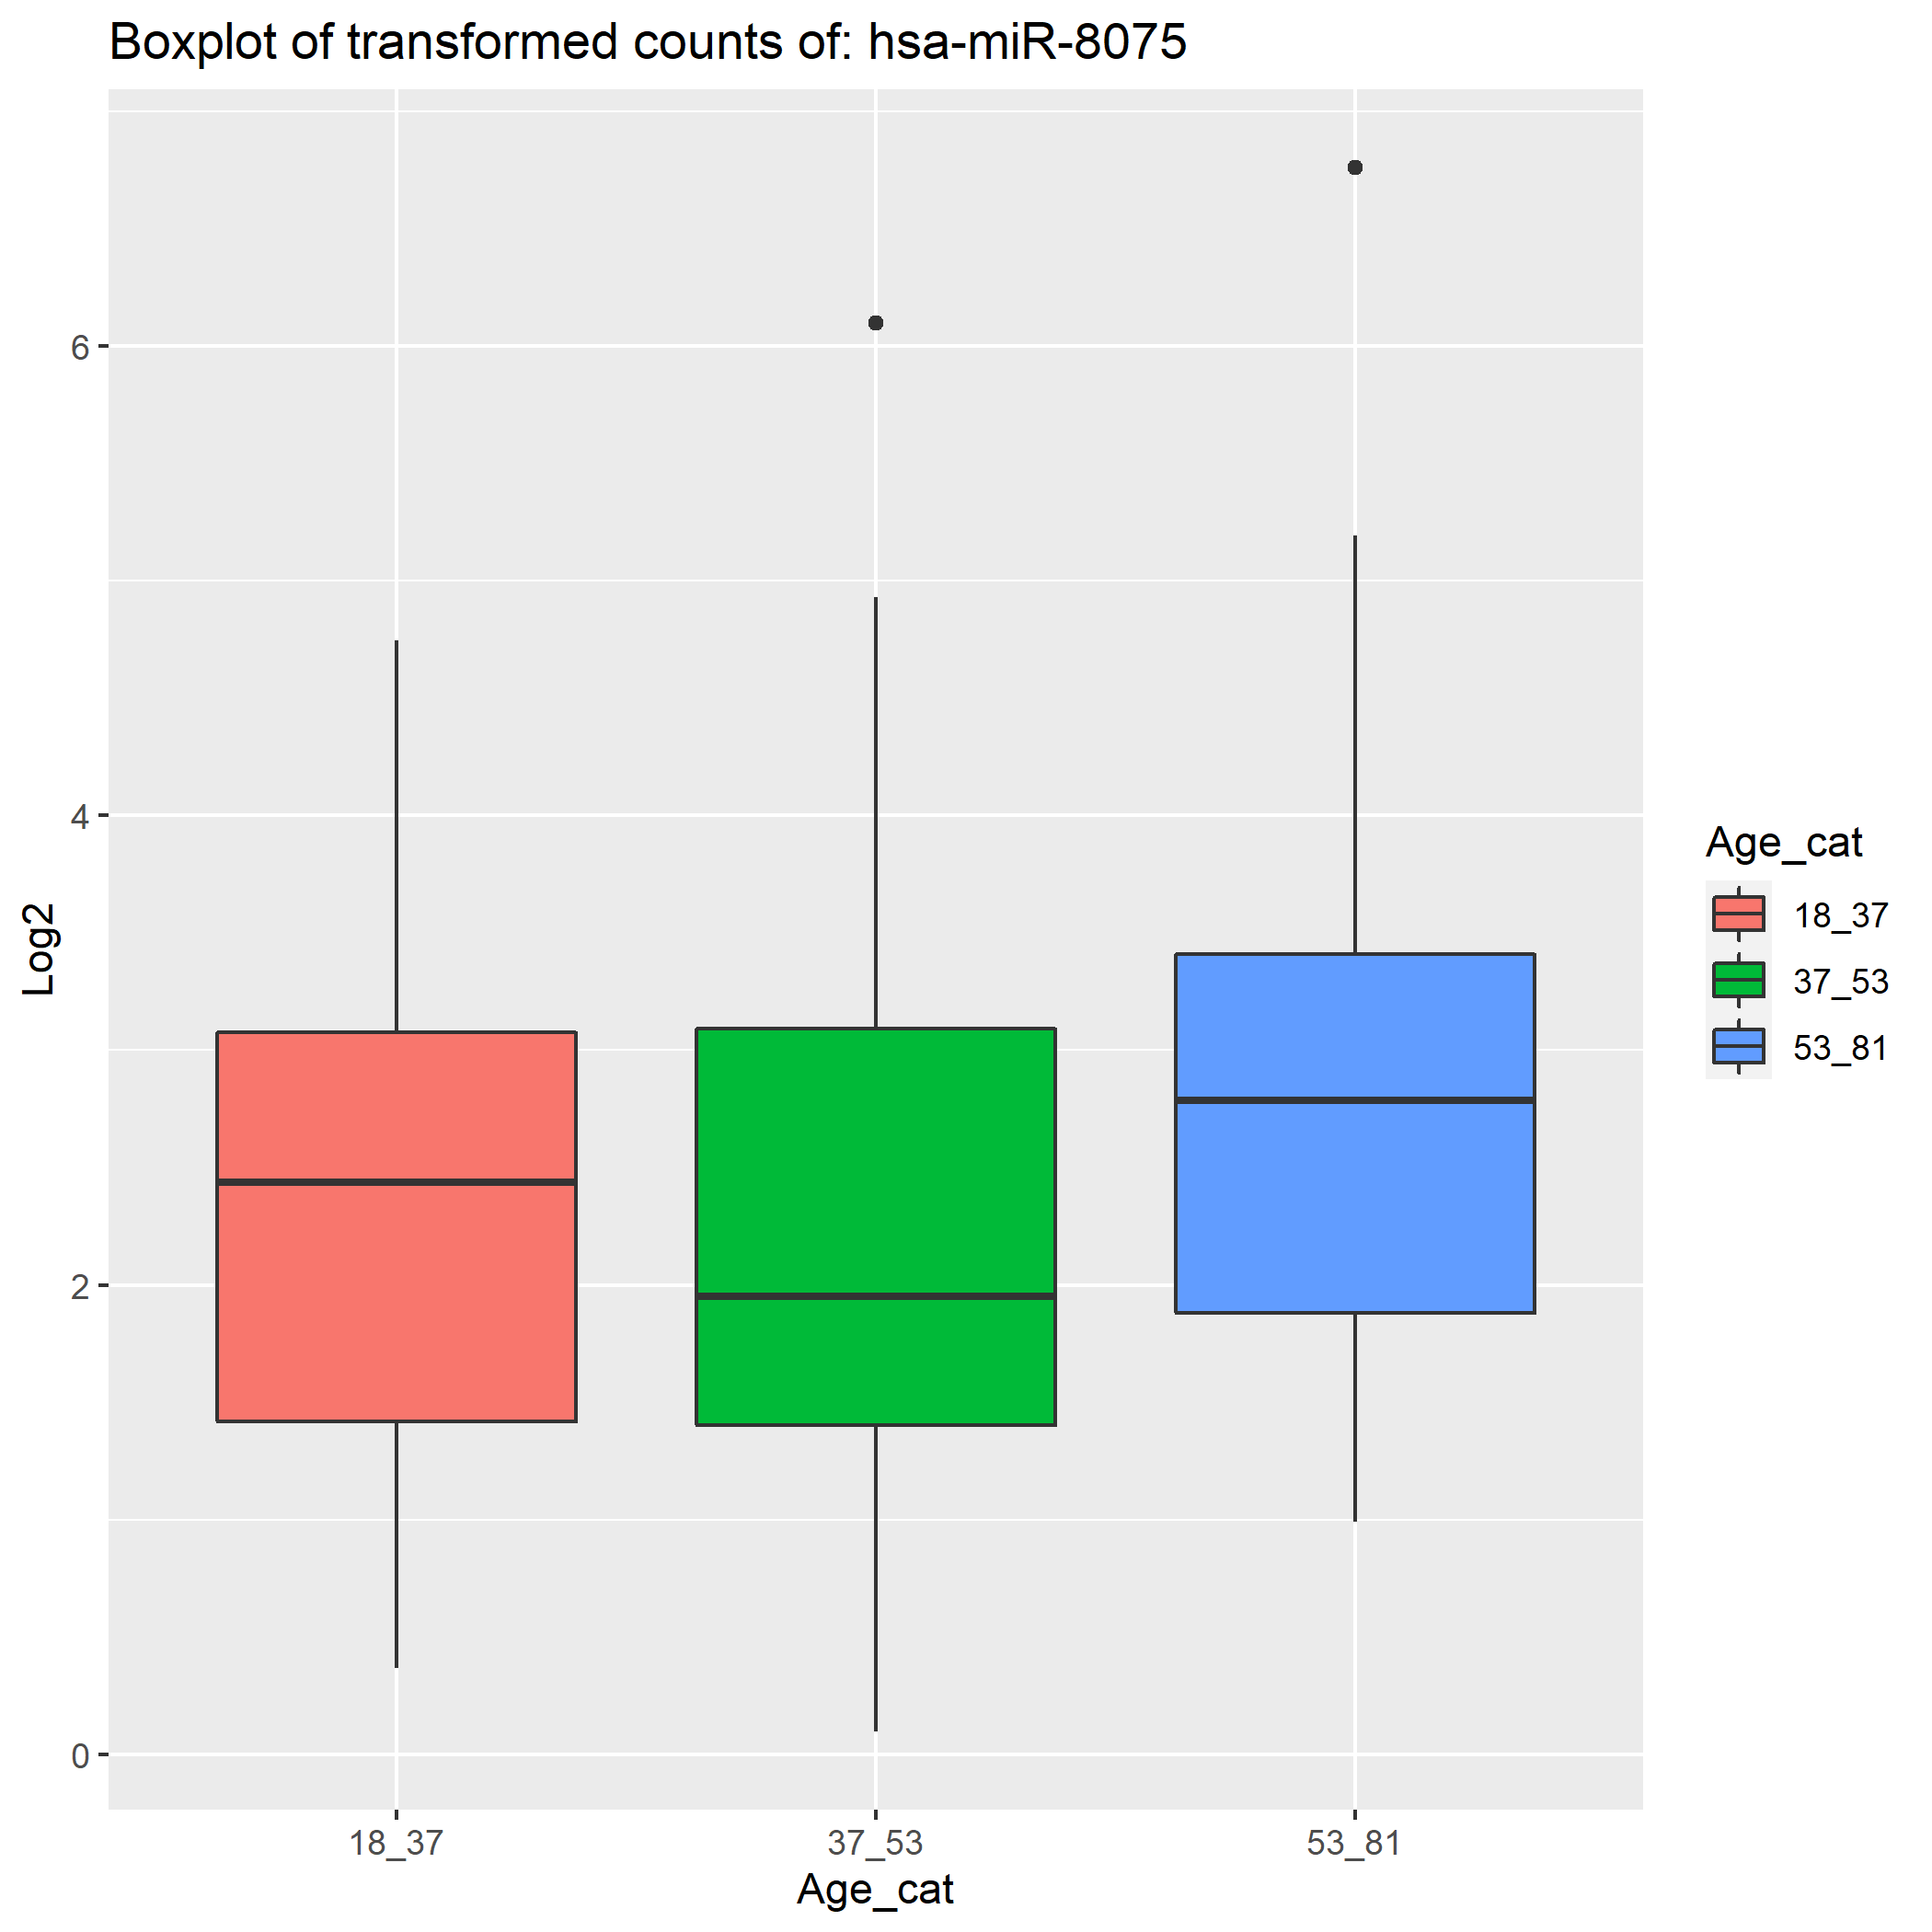 Boxplot of transformed counts of: hsa-miR-8075
Log2
6
4
2
0
18_37
37_53
53_81
Age_cat
Age_cat
18_37
37_53
53_81